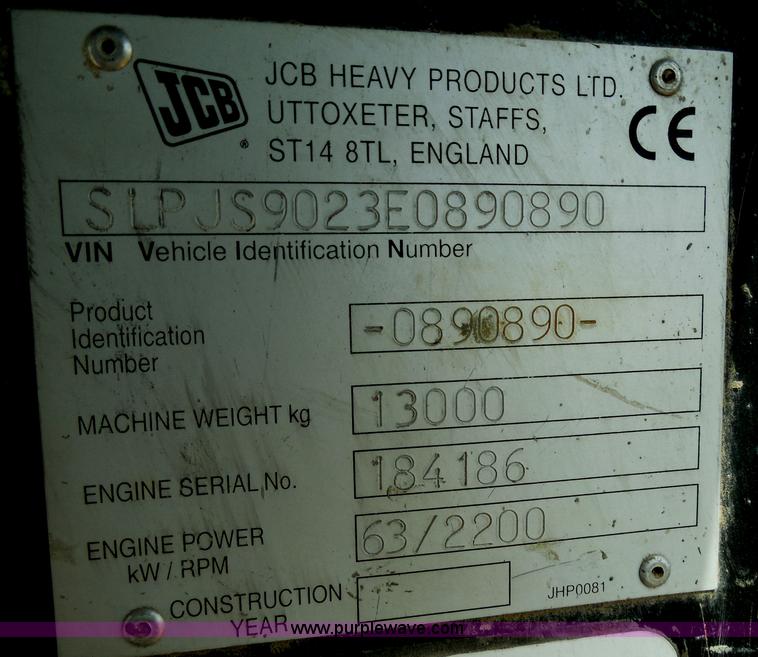 JCB
JCB HEAVY PRODUCTS LTD.
UTTOXETER, STAFFS,
ST14 8TL, ENGLAND
CE
SLPJS9023E0890890
VIN Vehicle Identification Number
Product
Identification
Number
-0890890-
MACHINE WEIGHT kg
13000
ENGINE SERIAL No.
184186
ENGINE POWER
kW / RPM
63/2200
CONSTRUCTION
YEAR
JHP0081
www.purplewave.com